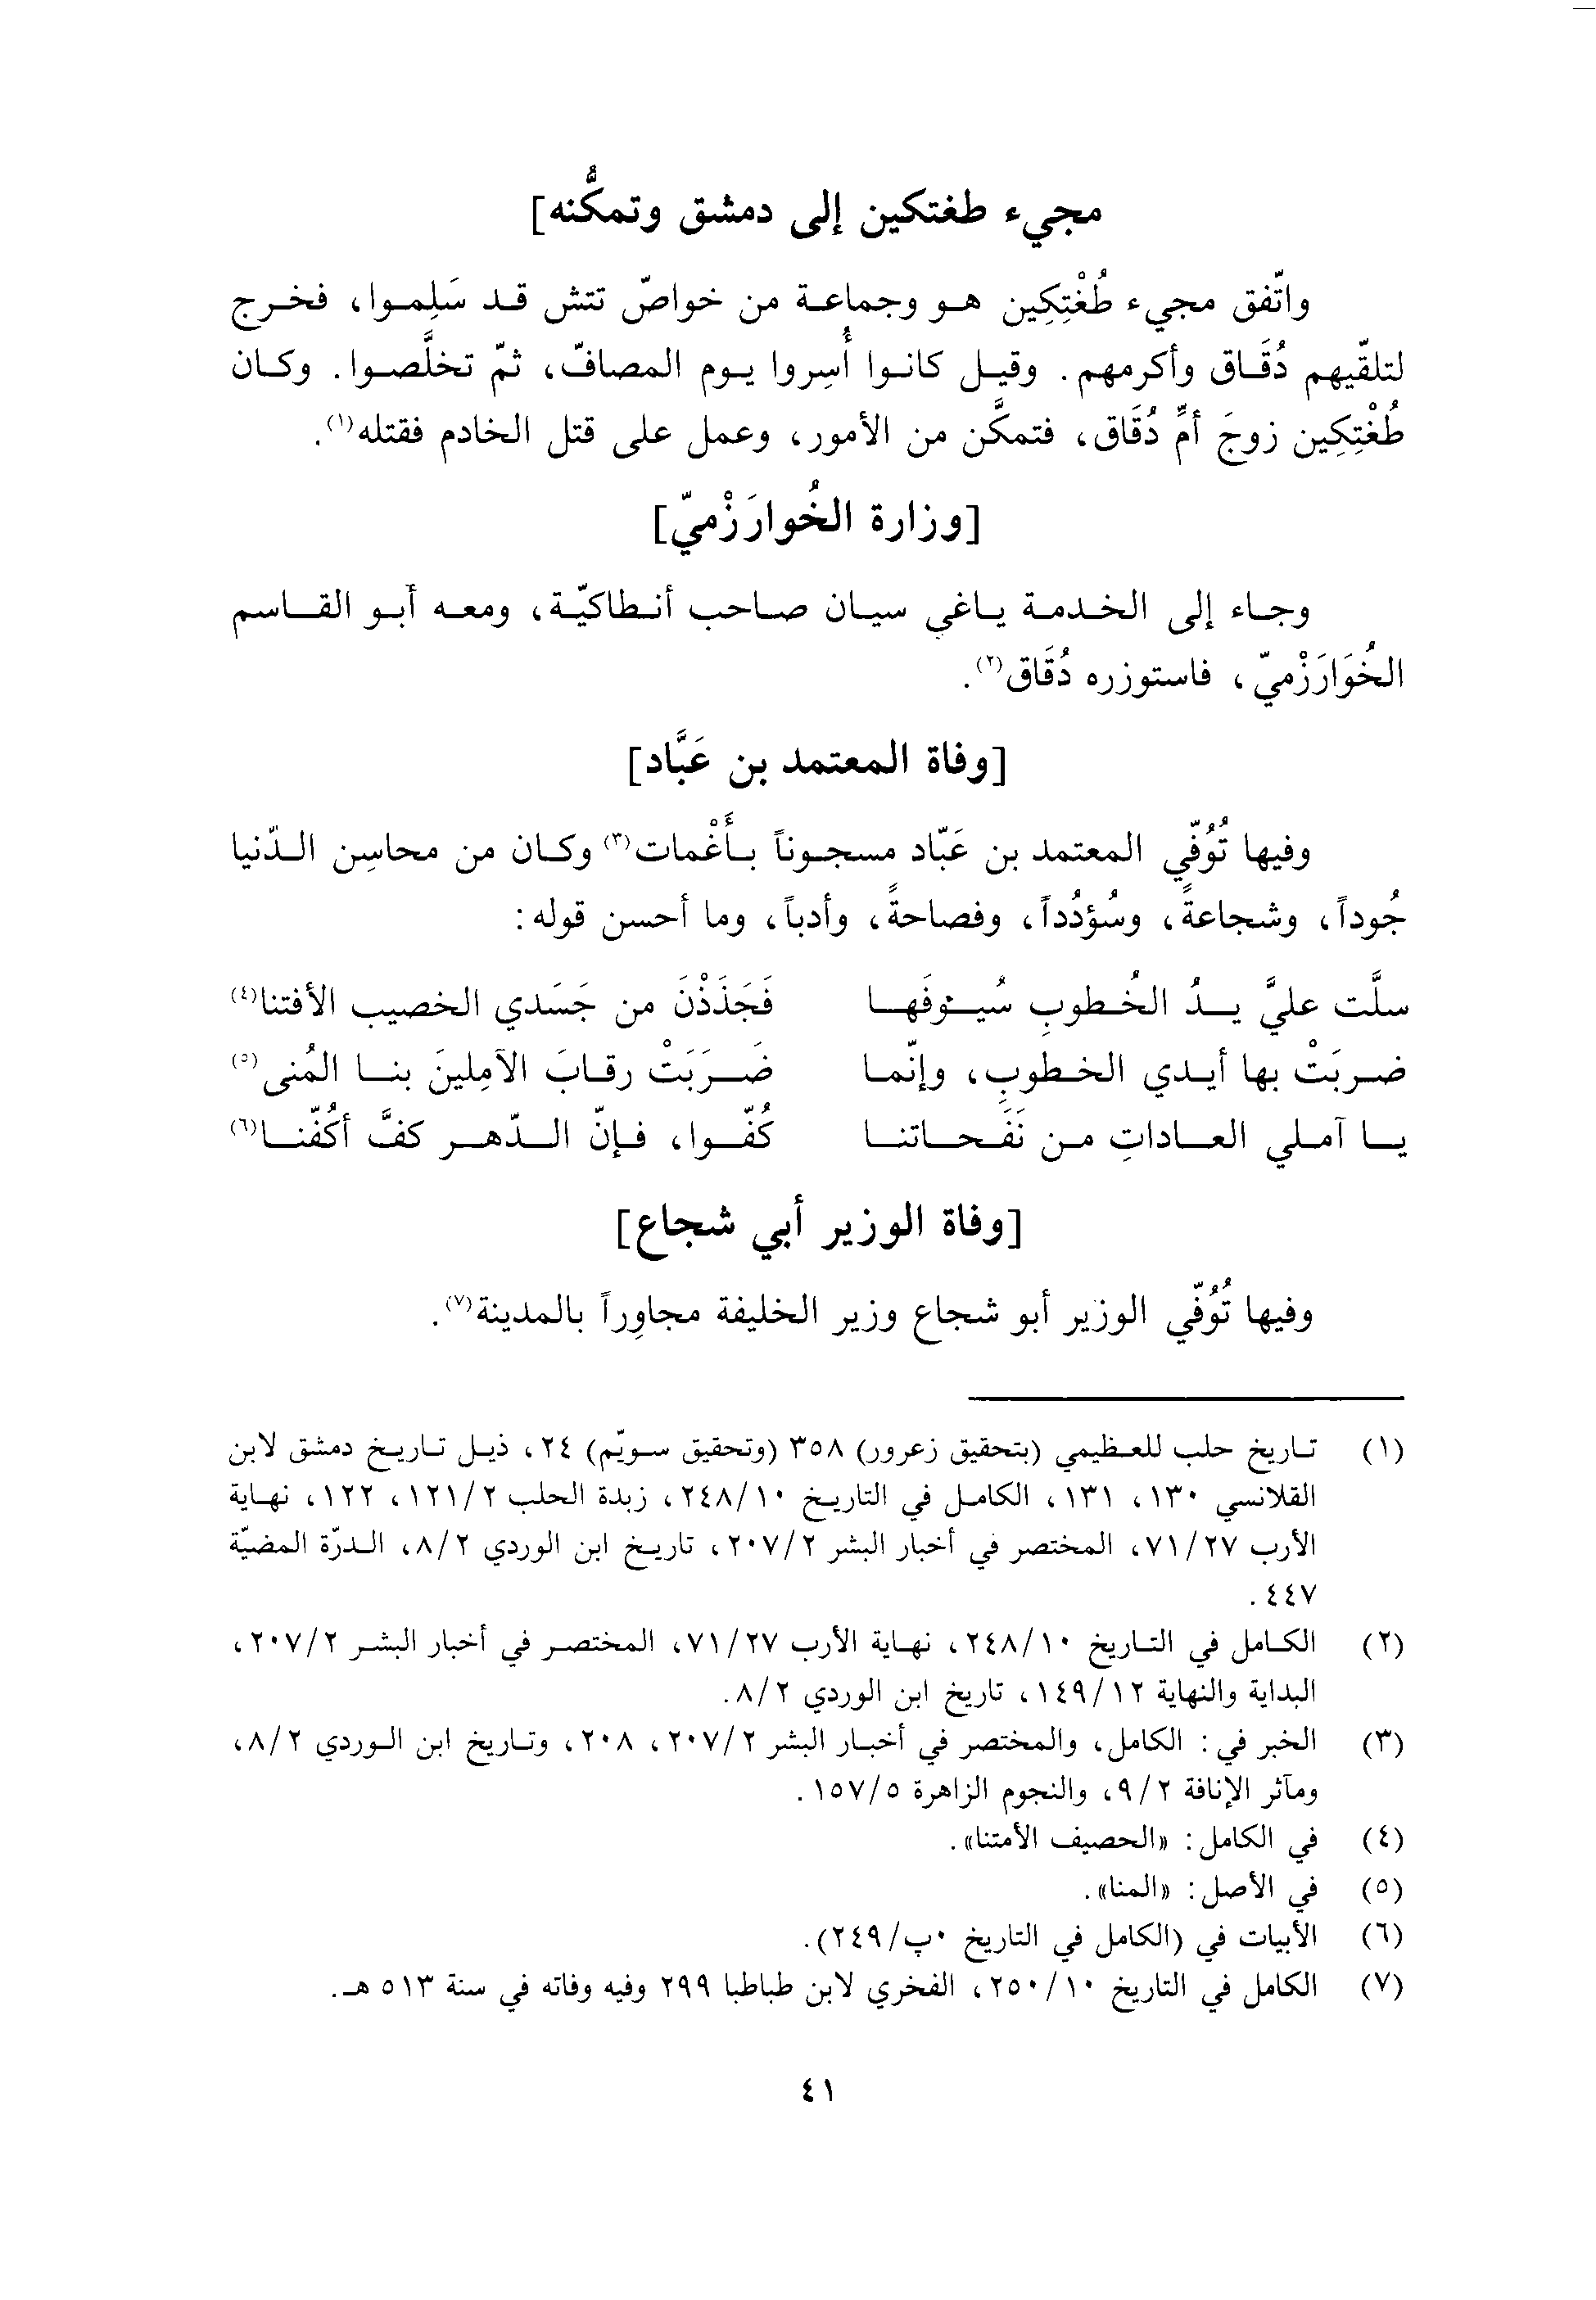 مجيء طغتكين إلى دمشق وتمكُّنه]
واتّفق مجيء طُغْتِكِين هو وجماعة من خواصّ تتش قد سَلِموا، فخرج
لتلقّيهم دُقَاق وأكرمهم. وقيل كانوا أُسِروا يوم المصافّ، ثمّ تخلَّصوا. وكان
طُغْتِكِين زوجَ أمِّ دُقَاق، فتمكَّن من الأمور، وعمل على قتل الخادم فقتله(١).
[وزارة الخُوارَزْميّ]
وجاء إلى الخدمة ياغي سيان صاحب أنطاكيّة، ومعه أبو القاسم
الخُوَارَزْميّ، فاستوزره دُقَاق(٢).
[وفاة المعتمد بن عَبَّاد]
وفيها تُوُفّي المعتمد بن عَبّاد مسجوناً بأَغْمات(٣) وكان من محاسِن الدّنيا
جُوداً، وشجاعةً، وسُؤدُداً، وفصاحةً، وأدباً، وما أحسن قوله:
سلَّت عليَّ يدُ الخُطوبِ سُيوفَها فَجَذَذْنَ من جَسَدي الخصيب الأفتنا(٤)
ضربَتْ بها أيدي الخطوبِ، وإنّما ضَرَبَتْ رقابَ الآمِلينَ بنا المُنى(٥)
يا آملي العاداتِ من نَفَحاتنا كُفّوا، فإنّ الدّهر كفَّ أكُفّنا(٦)
[وفاة الوزير أبي شجاع]
وفيها تُوُفّي الوزير أبو شجاع وزير الخليفة مجاوِراً بالمدينة(٧).
(١) تاريخ حلب للعظيمي (بتحقيق زعرور) ٣٥٨ (وتحقيق سويّم) ٢٤، ذيل تاريخ دمشق لابن
القلانسي ١٣٠، ١٣١، الكامل في التاريخ ٢٤٨/١٠، زبدة الحلب ١٢١/٢، ١٢٢، نهاية
الأرب ٧١/٢٧، المختصر في أخبار البشر ٢٠٧/٢، تاريخ ابن الوردي ٨/٢، الدرّة المضيّة
٤٤٧.
(٢) الكامل في التاريخ ٢٤٨/١٠، نهاية الأرب ٧١/٢٧، المختصر في أخبار البشر ٢٠٧/٢،
البداية والنهاية ١٤٩/١٢، تاريخ ابن الوردي ٨/٢.
(٣) الخبر في: الكامل، والمختصر في أخبار البشر ٢٠٧/٢، ٢٠٨، وتاريخ ابن الوردي ٨/٢،
ومآثر الإنافة ٩/٢، والنجوم الزاهرة ١٥٧/٥.
(٤) في الكامل: «الحصيف الأمتنا».
(٥) في الأصل: «المنا».
(٦) الأبيات في (الكامل في التاريخ ٠پ/٢٤٩).
(٧) الكامل في التاريخ ٢٥٠/١٠، الفخري لابن طباطبا ٢٩٩ وفيه وفاته في سنة ٥١٣ هـ.
٤١